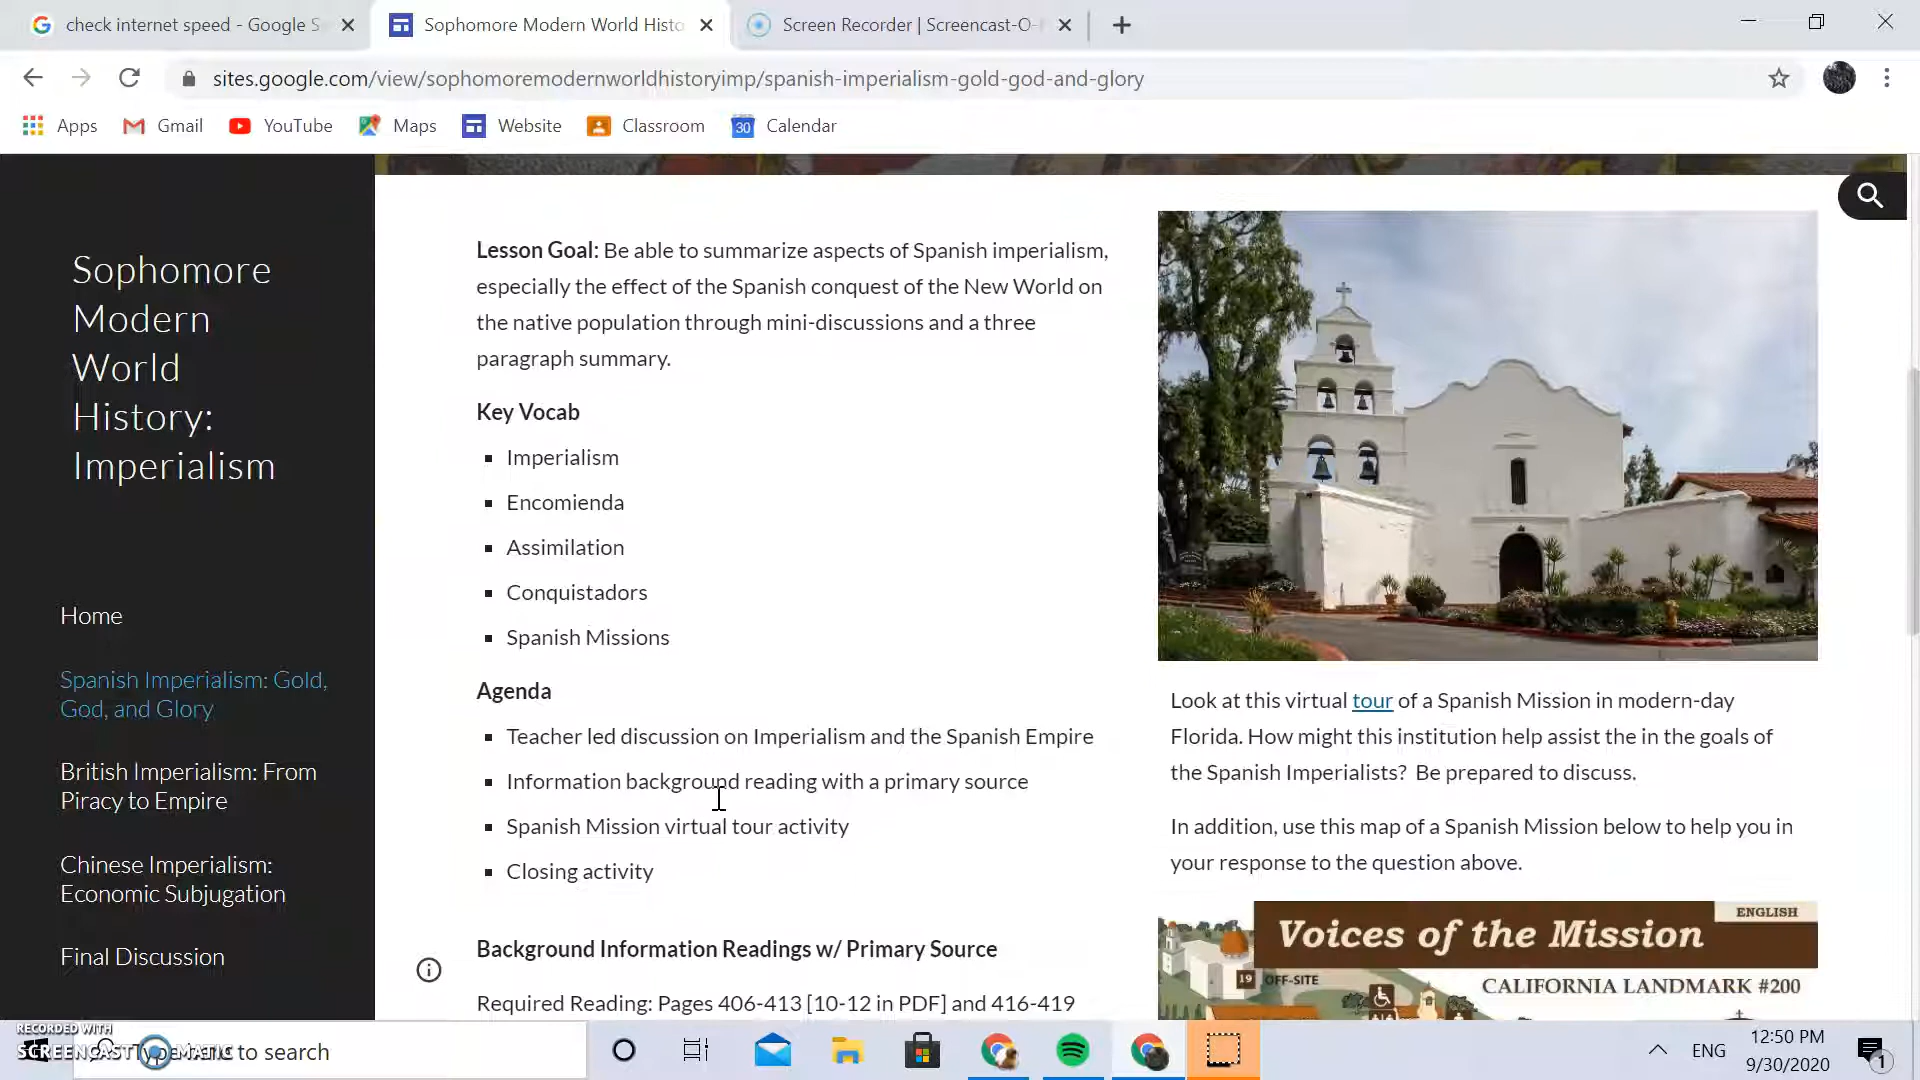 check internet speed - Google S
Sophomore Modern World Histo
Screen Recorder | Screencast-O-
sites.google.com/view/sophomoremodernworldhistoryimp/spanish-imperialism-gold-god-and-glory
Apps
Gmail
YouTube
Maps
Website
Classroom
30
Calendar
Sophomore
Modern
World
History:
Imperialism
Home
Spanish Imperialism: Gold,
God, and Glory
British Imperialism: From
Piracy to Empire
Chinese Imperialism:
Economic Subjugation
Final Discussion
Lesson Goal: Be able to summarize aspects of Spanish imperialism,
especially the effect of the Spanish conquest of the New World on
the native population through mini-discussions and a three
paragraph summary.
Key Vocab
Imperialism
Encomienda
Assimilation
Conquistadors
Spanish Missions
Agenda
Teacher led discussion on Imperialism and the Spanish Empire
Information background reading with a primary source
Spanish Mission virtual tour activity
Closing activity
Background Information Readings w/ Primary Source
Required Reading: Pages 406-413 [10-12 in PDF] and 416-419
Look at this virtual tour of a Spanish Mission in modern-day
Florida. How might this institution help assist the in the goals of
the Spanish Imperialists? Be prepared to discuss.
In addition, use this map of a Spanish Mission below to help you in
your response to the question above.
ENGLISH
Voices of the Mission
19 OFF-SITE
CALIFORNIA LANDMARK #200
RECORDED WITH
SCREENCAST MATIC
Type here to search
ENG
12:50 PM
9/30/2020
1